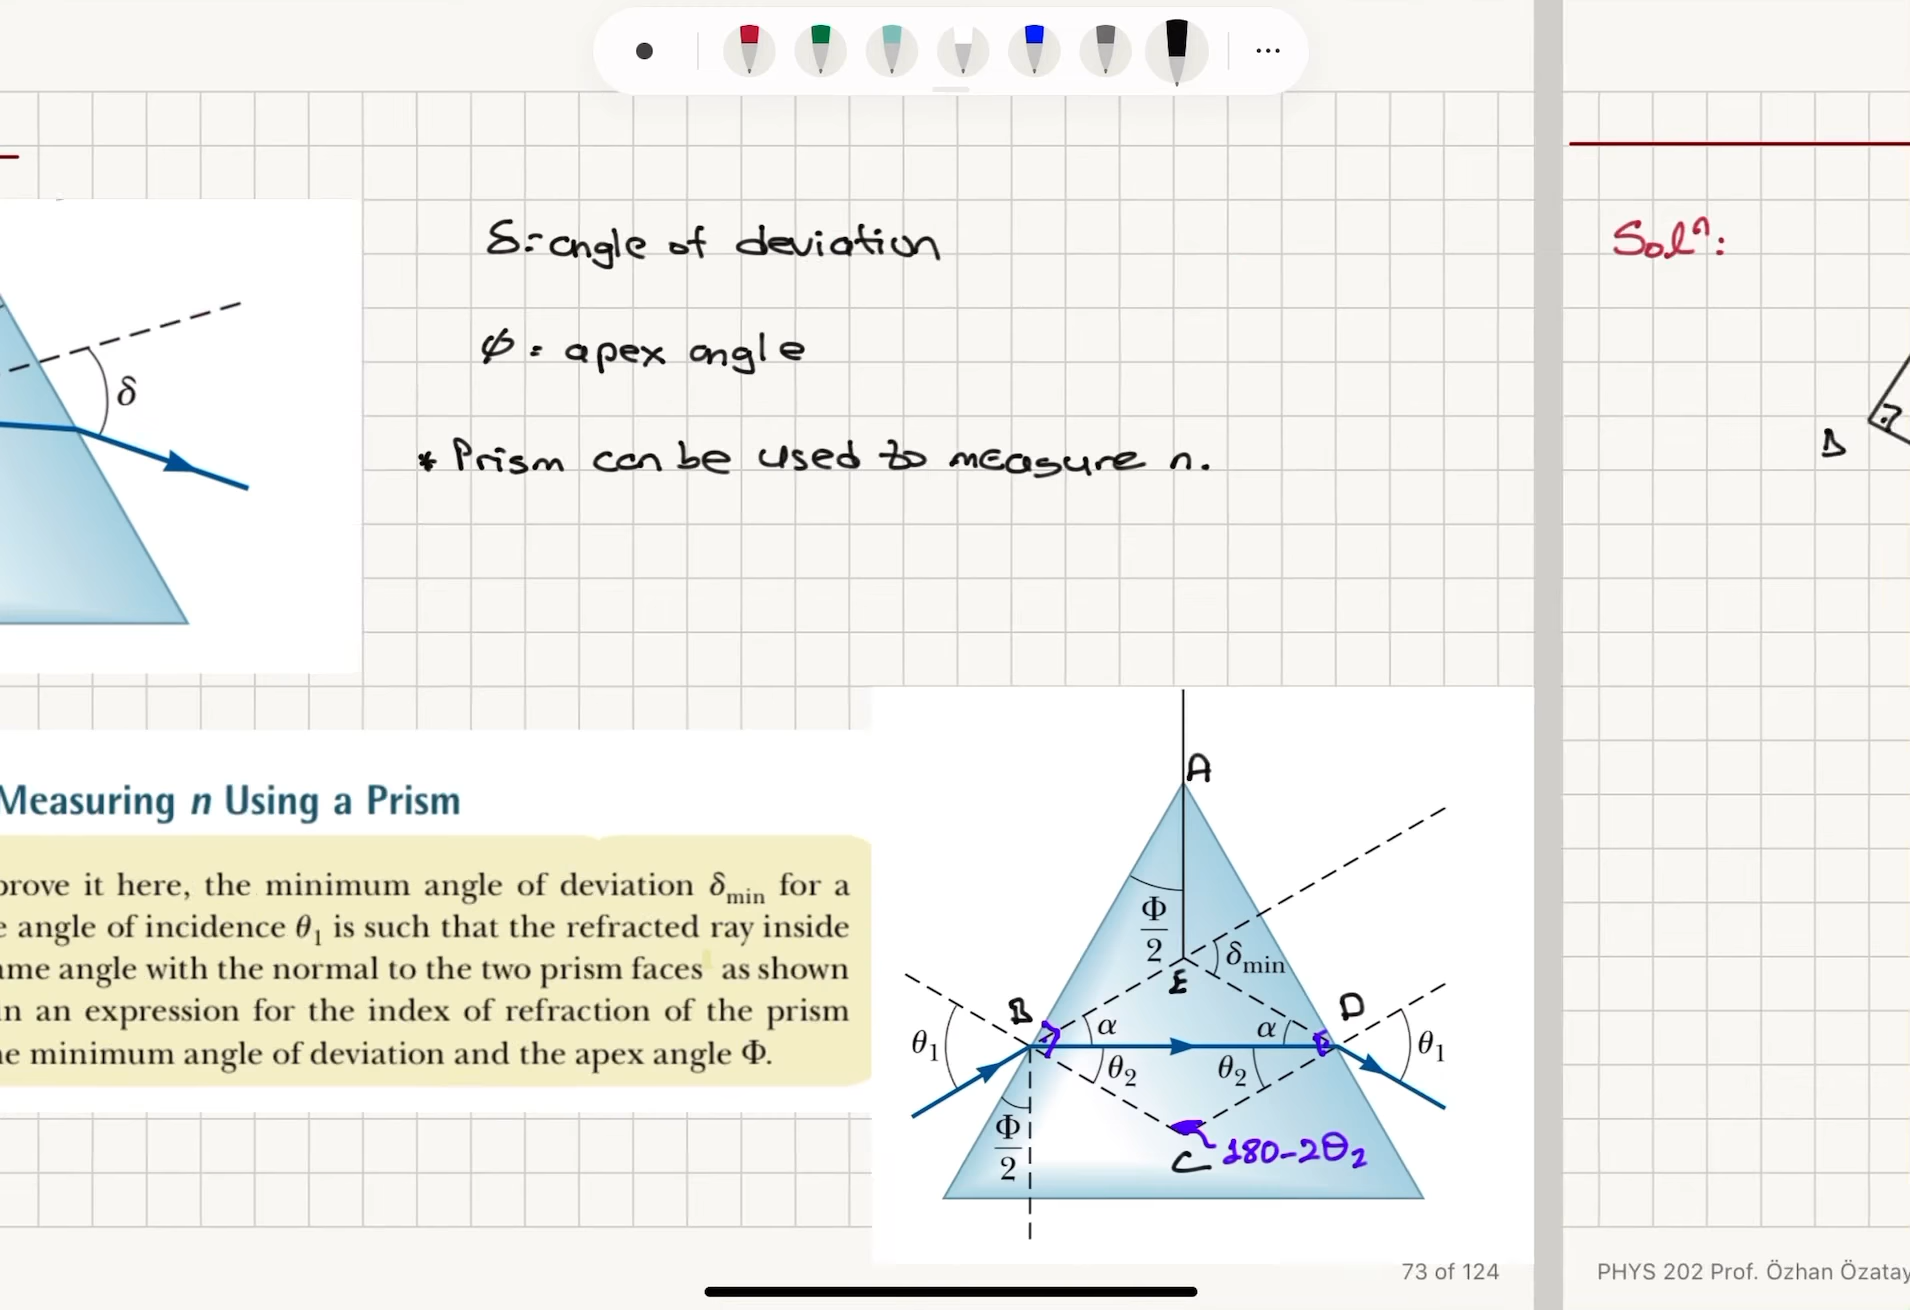 δ = angle of deviation
ϕ = apex angle
* Prism can be used to measure n.
δ
Measuring n Using a Prism
prove it here, the minimum angle of deviation δmin for a
e angle of incidence θ1 is such that the refracted ray inside
ame angle with the normal to the two prism faces as shown
n an expression for the index of refraction of the prism
e minimum angle of deviation and the apex angle Φ.
A
Φ/2
δmin
E
B
D
θ1
α
α
θ1
θ2
θ2
Φ/2
C
180-2θ2
73 of 124
Solⁿ:
B
PHYS 202 Prof. Özhan Özatay